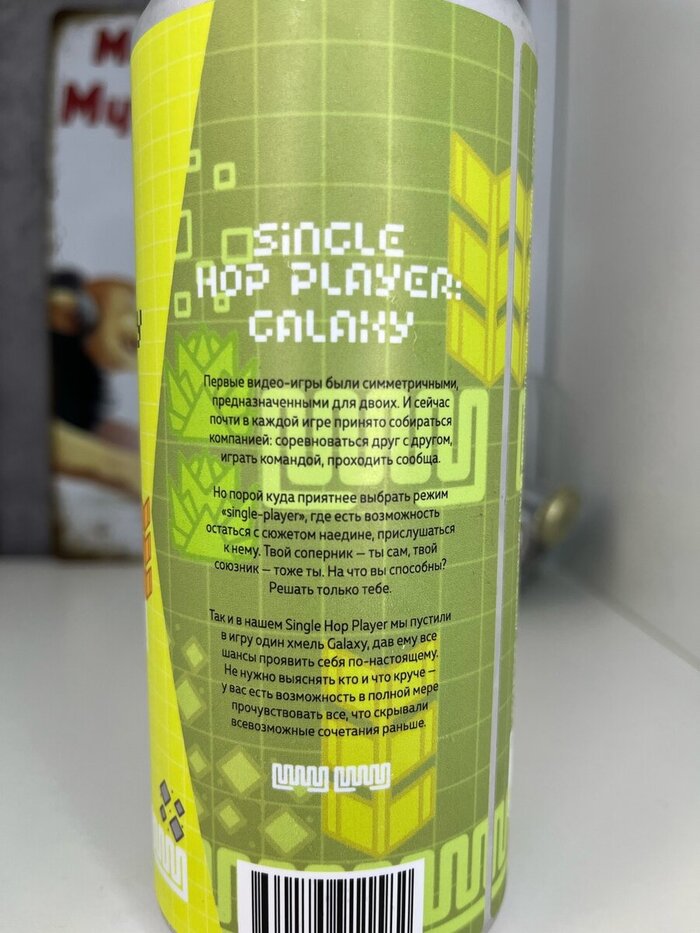 SiNGLE
HOP PLAYER:
GALAXY
Первые видео-игры были симметричными,
предназначенными для двоих. И сейчас
почти в каждой игре принято собираться
компанией: соревноваться друг с другом,
играть командой, проходить сообща.
Но порой куда приятнее выбрать режим
«single-player», где есть возможность
остаться с сюжетом наедине, прислушаться
к нему. Твой соперник — ты сам, твой
союзник — тоже ты. На что вы способны?
Решать только тебе.
Так и в нашем Single Hop Player мы пустили
в игру один хмель Galaxy, дав ему все
шансы проявить себя по-настоящему.
Не нужно выяснять кто и что круче —
у вас есть возможность в полной мере
прочувствовать все, что скрывали
всевозможные сочетания раньше.